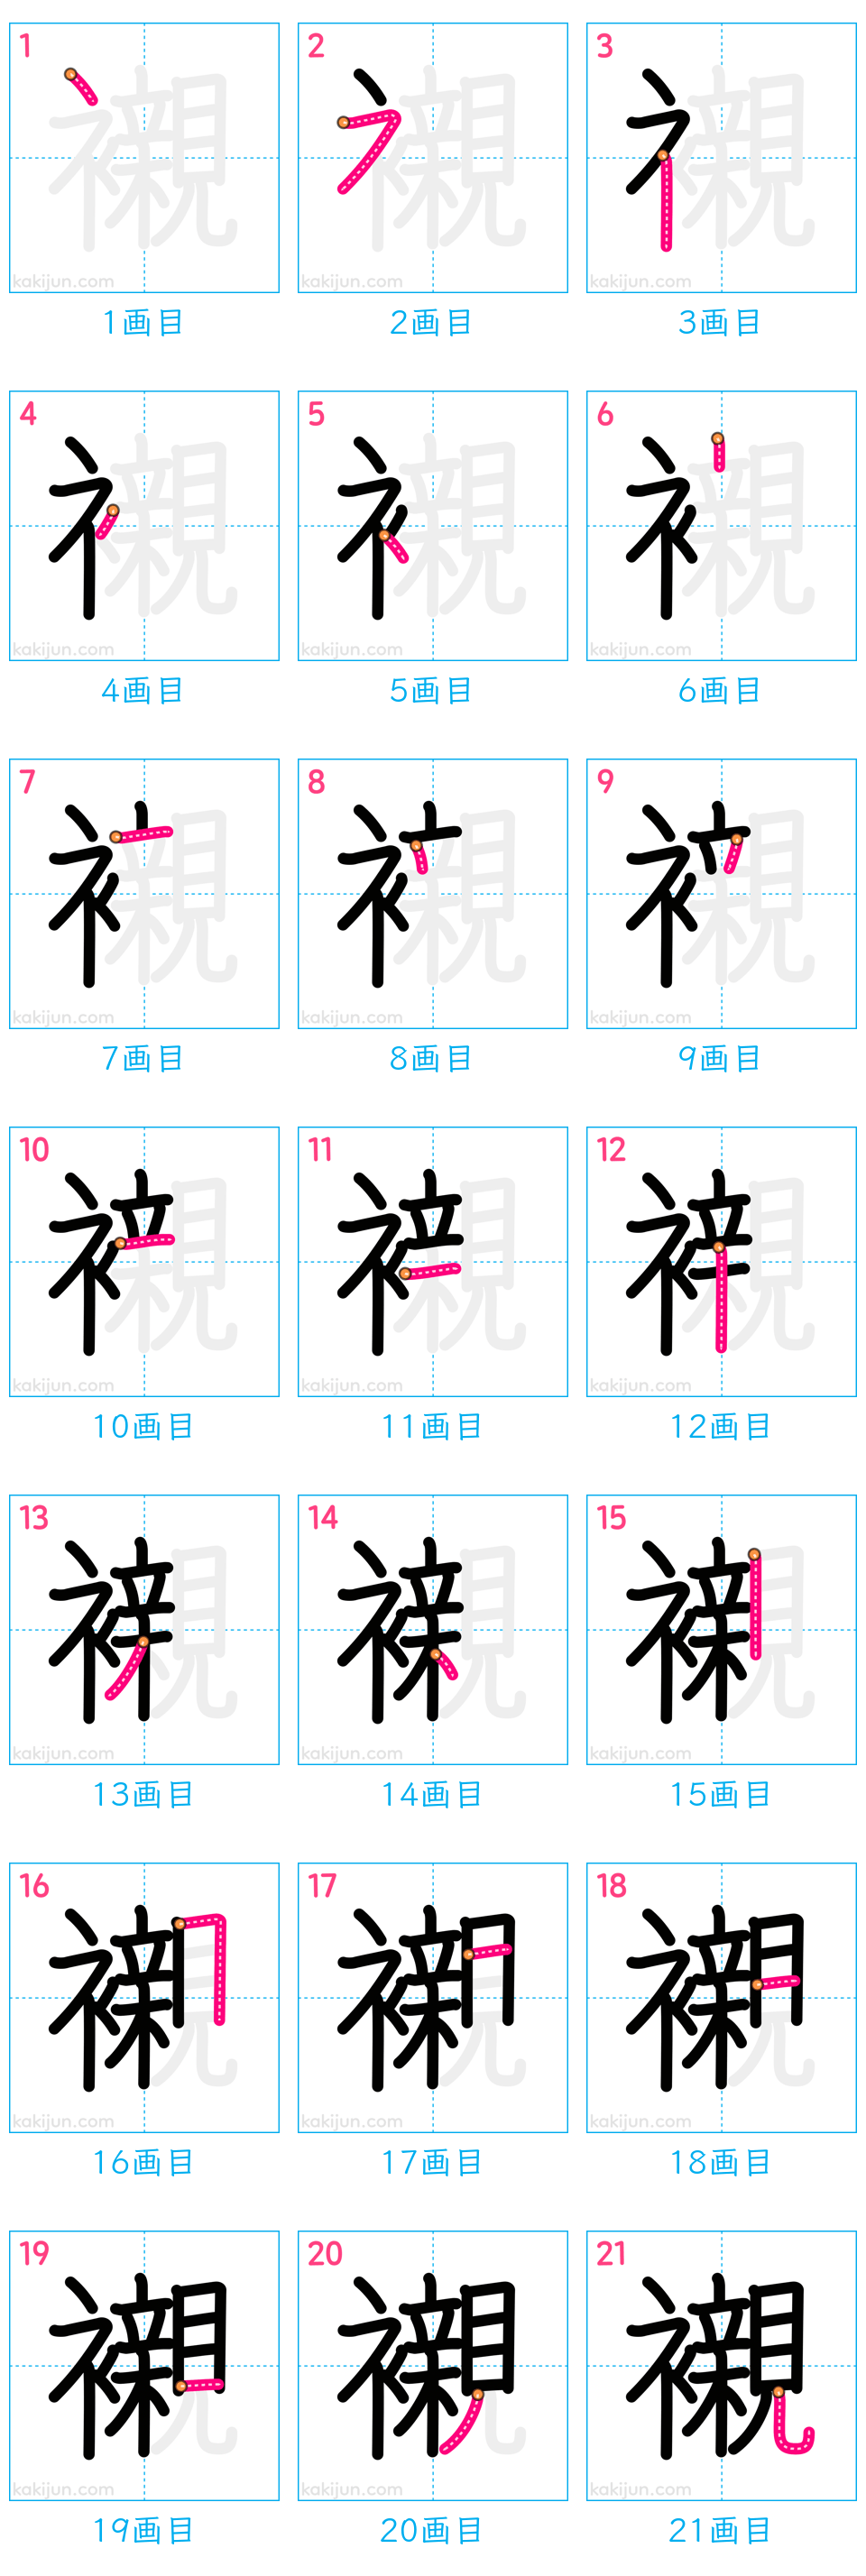 1 2 3
kakijun.com kakijun.com kakijun.com
1画目 2画目 3画目
4 5 6
kakijun.com kakijun.com kakijun.com
4画目 5画目 6画目
7 8 9
kakijun.com kakijun.com kakijun.com
7画目 8画目 9画目
10 11 12
kakijun.com kakijun.com kakijun.com
10画目 11画目 12画目
13 14 15
kakijun.com kakijun.com kakijun.com
13画目 14画目 15画目
16 17 18
kakijun.com kakijun.com kakijun.com
16画目 17画目 18画目
19 20 21
襯 襯 襯
kakijun.com kakijun.com kakijun.com
19画目 20画目 21画目